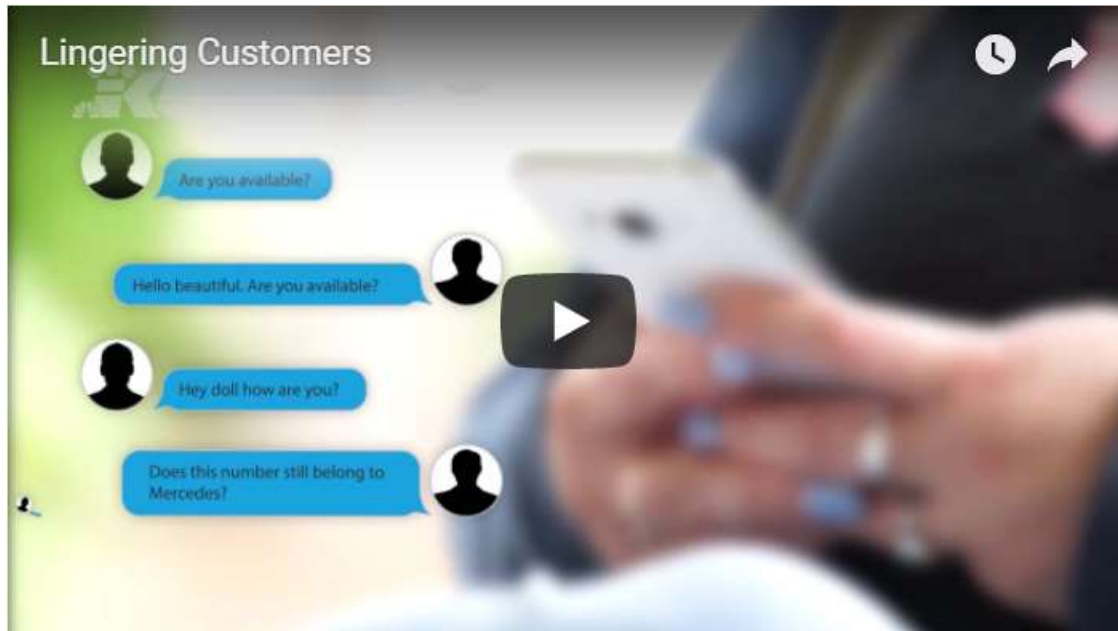 Lingering Customers
Are you available?
Hello beautiful. Are you available?
Hey doll how are you?
Does this number still belong to
Mercedes?